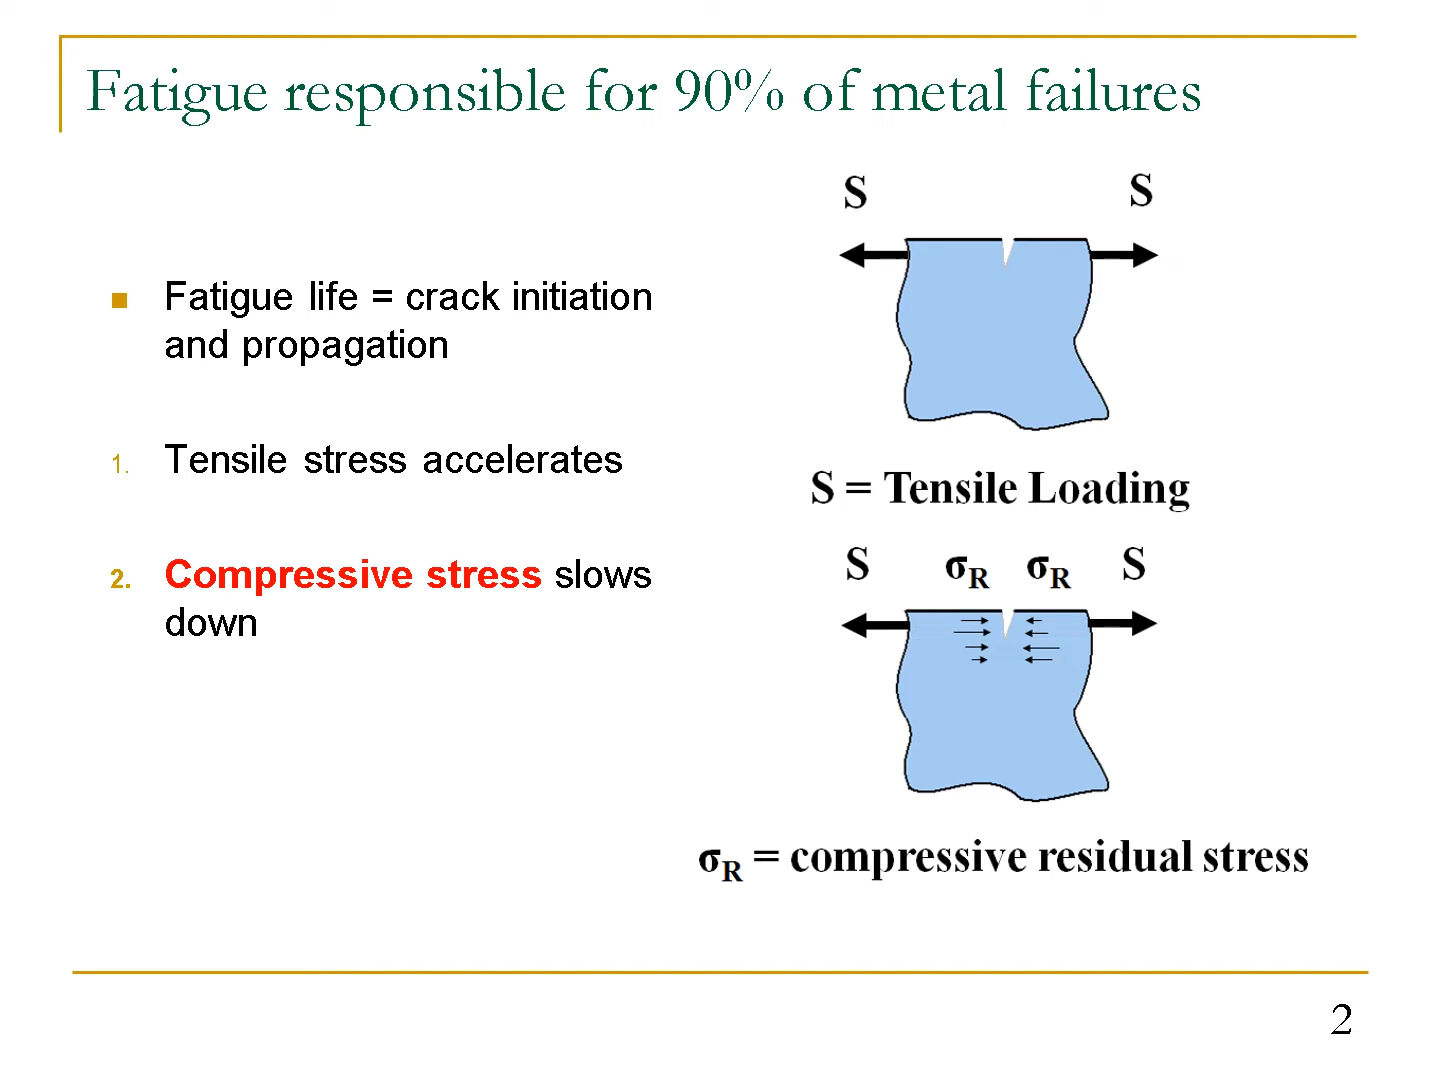 Fatigue responsible for 90% of metal failures
■ Fatigue life = crack initiation
and propagation
1. Tensile stress accelerates
2. Compressive stress slows
down
S S
S = Tensile Loading
S σR σR S
σR = compressive residual stress
2